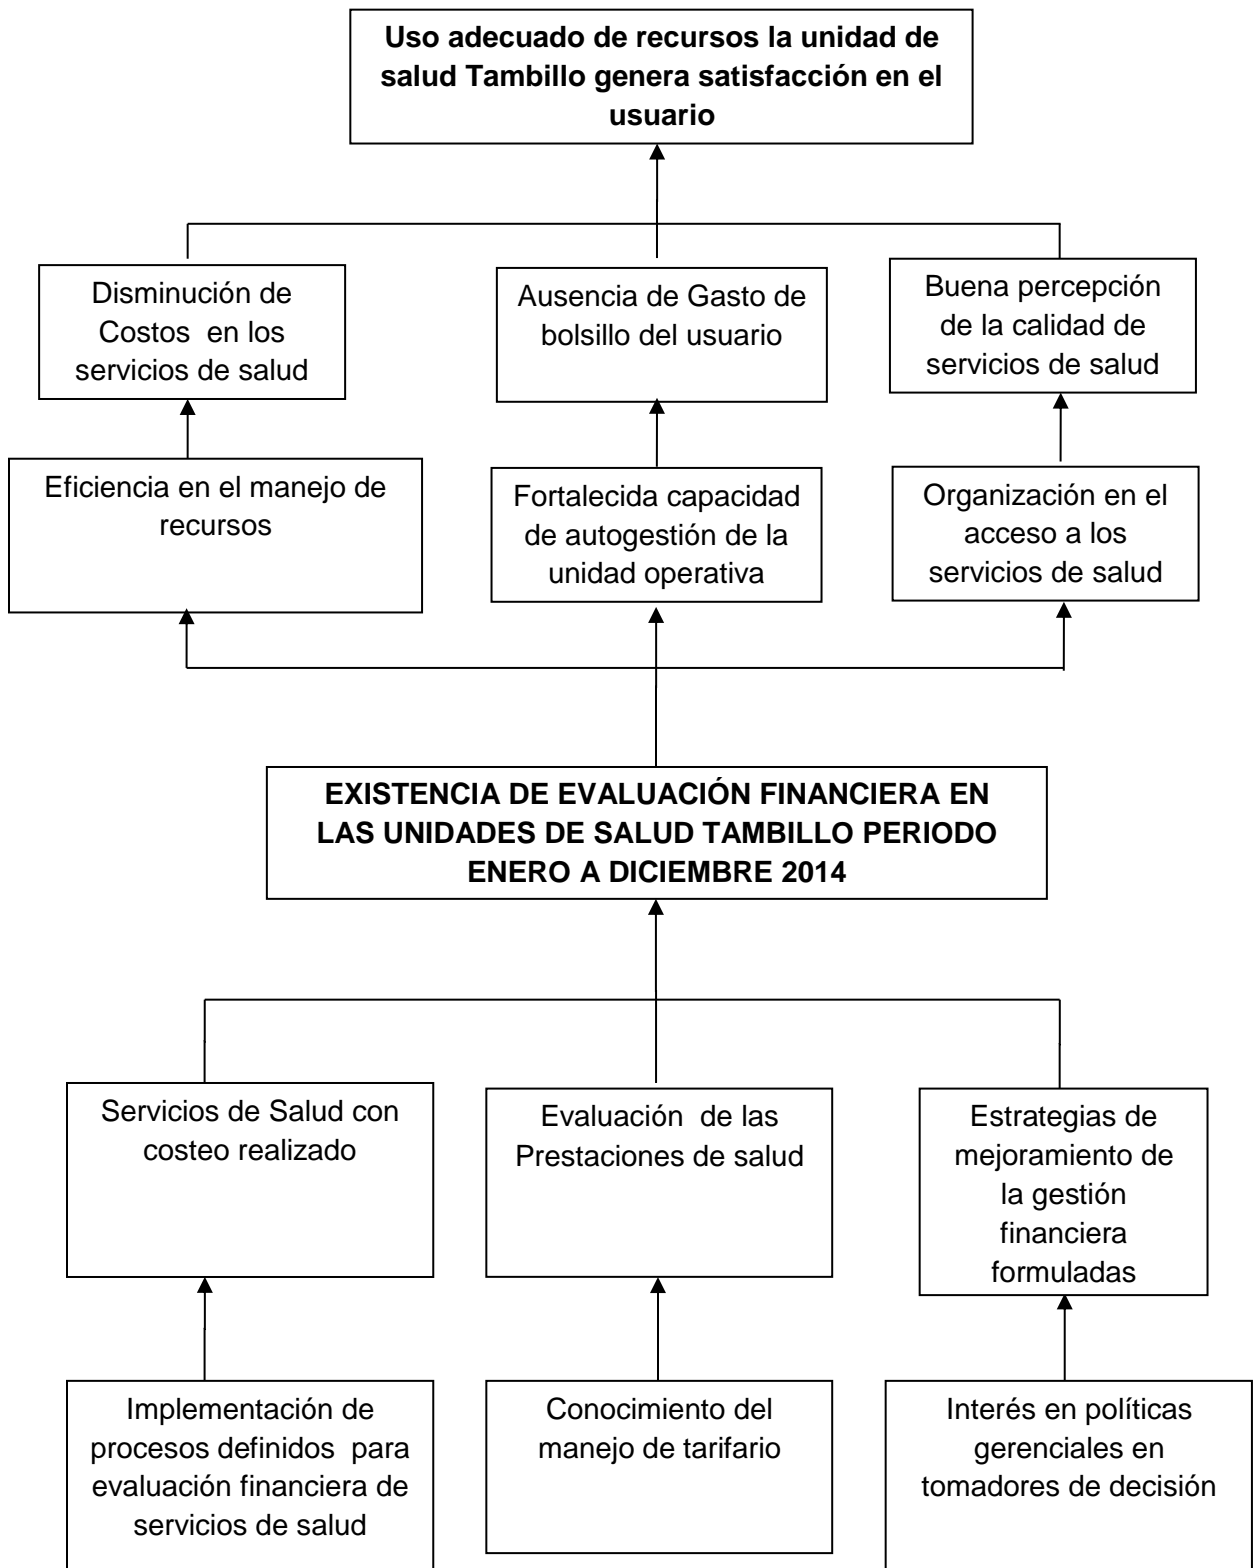 Uso adecuado de recursos la unidad de
salud Tambillo genera satisfacción en el
usuario
Disminución de
Costos en los
servicios de salud
Ausencia de Gasto de
bolsillo del usuario
Buena percepción
de la calidad de
servicios de salud
Eficiencia en el manejo de
recursos
Fortalecida capacidad
de autogestión de la
unidad operativa
Organización en el
acceso a los
servicios de salud
EXISTENCIA DE EVALUACIÓN FINANCIERA EN
LAS UNIDADES DE SALUD TAMBILLO PERIODO
ENERO A DICIEMBRE 2014
Servicios de Salud con
costeo realizado
Evaluación de las
Prestaciones de salud
Estrategias de
mejoramiento de
la gestión
financiera
formuladas
Implementación de
procesos definidos para
evaluación financiera de
servicios de salud
Conocimiento del
manejo de tarifario
Interés en políticas
gerenciales en
tomadores de decisión